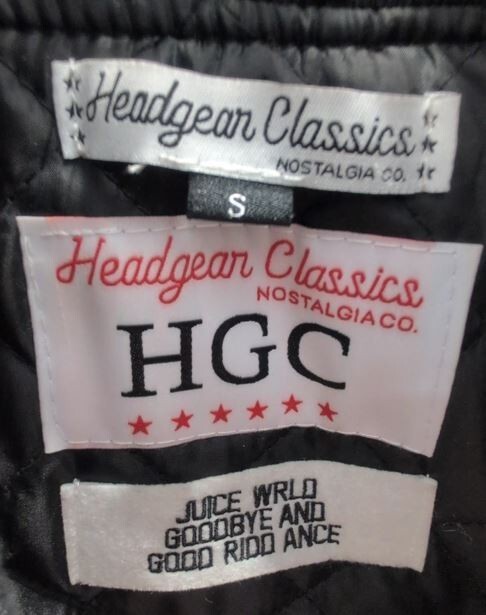 Headgear Classics
NOSTALGIA CO.
S
Headgear Classics
NOSTALGIA CO.
HGC
JUICE WRLD
GOODBYE AND
GOOD RIDD ANCE